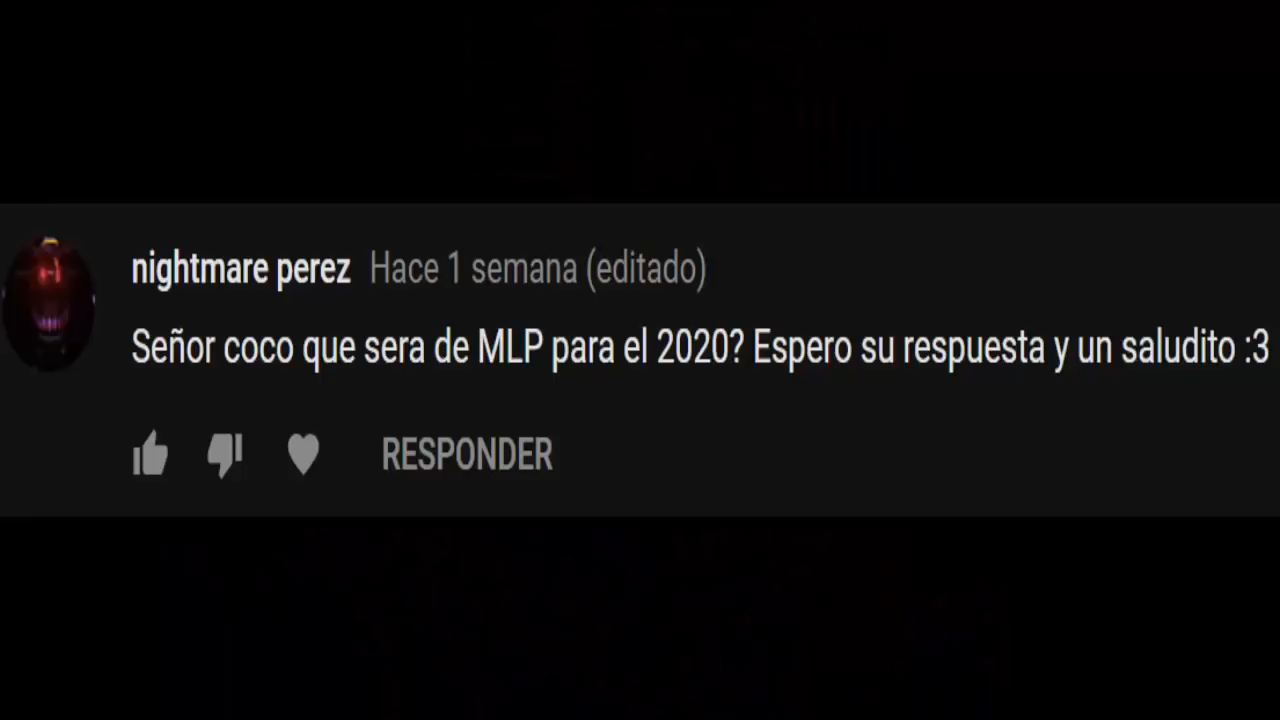 nightmare perez Hace 1 semana (editado)
Señor coco que sera de MLP para el 2020? Espero su respuesta y un saludito :3
RESPONDER